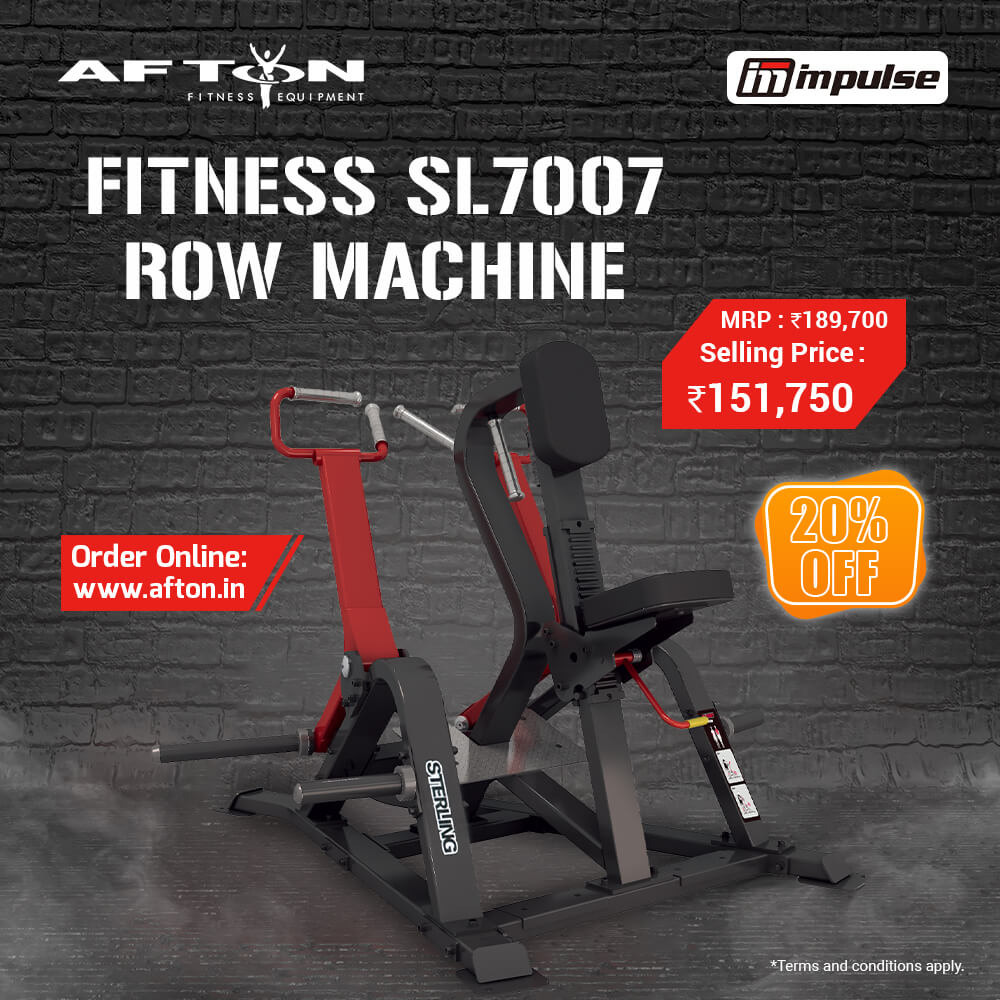 AFTON
FITNESS EQUIPMENT
impulse
FITNESS SL7007
ROW MACHINE
MRP : ₹189,700
Selling Price :
₹151,750
20%
OFF
Order Online:
www.afton.in
STERLING
*Terms and conditions apply.